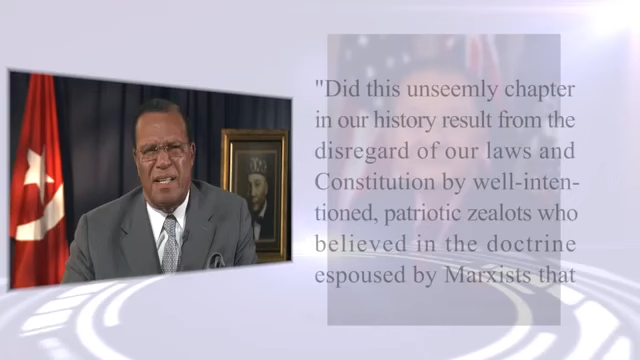 "Did this unseemly chapter
in our history result from the
disregard of our laws and
Constitution by well-inten-
tioned, patriotic zealots who
believed in the doctrine
espoused by Marxists that